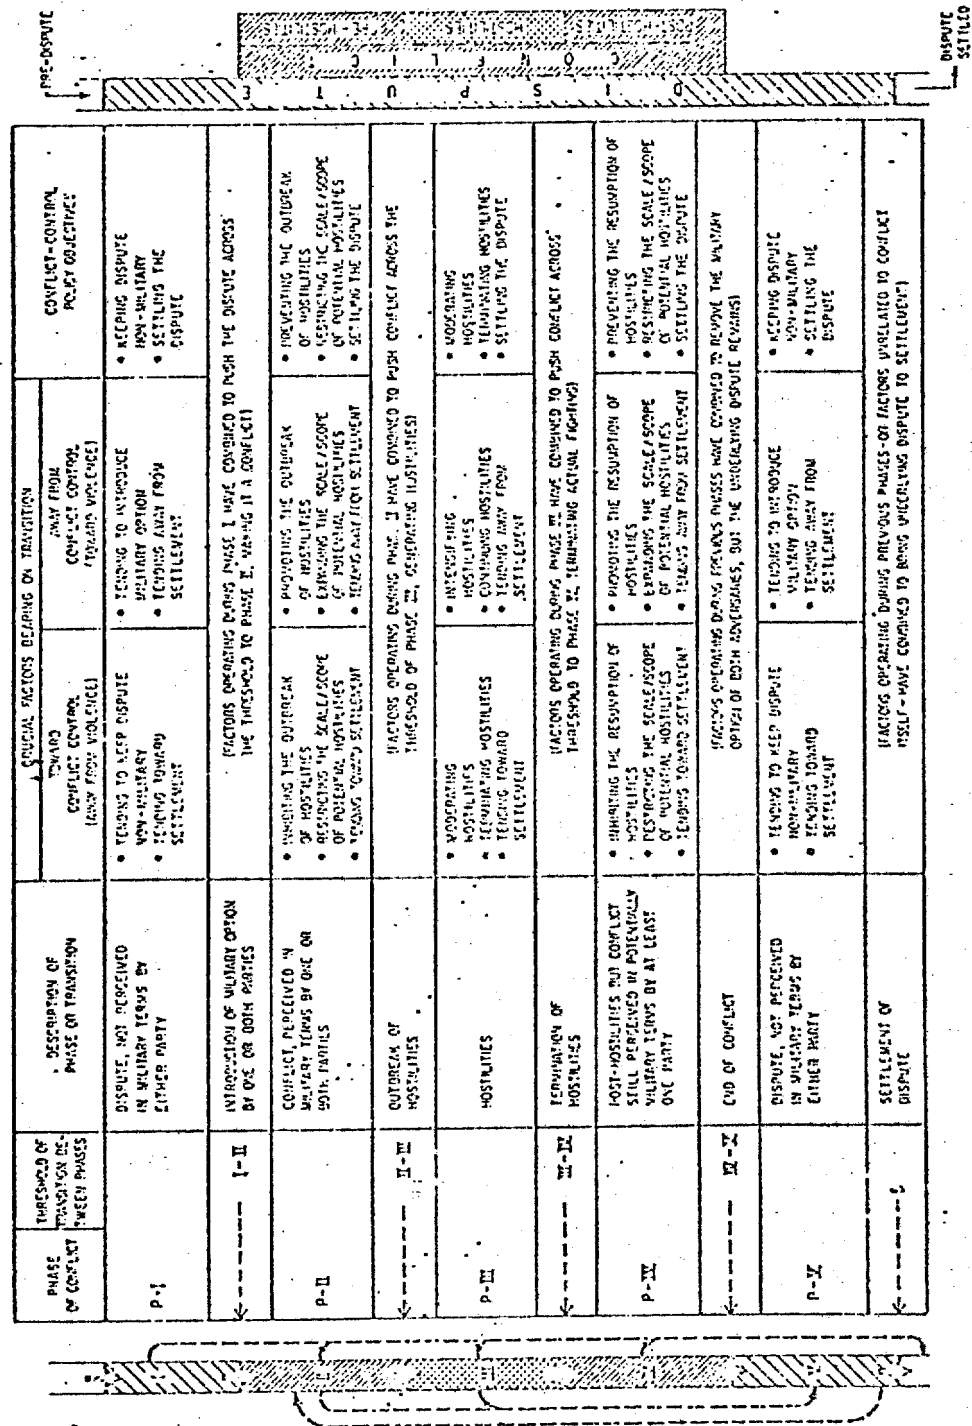 PRE-DISPUTE
PHASE
OF CONFLICT
THRESHOLD OF
TRANSITION BE-
TWEEN PHASES
DESCRIPTION OF
PHASE OR TRANSITION
CRUCIAL FACTORS BEARING ON TRANSITION
TOWARD
CONFLICT CONTROL
(AWAY FROM VIOLENCE)
AWAY FROM
CONFLICT CONTROL
(TOWARD VIOLENCE)
CONFLICT-CONTROL
POLICY OBJECTIVES
P-I
DISPUTE, NOT PERCEIVED
IN MILITARY TERMS BY
EITHER PARTY
• TENDING TO KEEP DISPUTE
NON-MILITARY
• TENDING TOWARD
SETTLEMENT
• TENDING TO INTRODUCE
MILITARY OPTION
• TENDING AWAY FROM
SETTLEMENT
• KEEPING DISPUTE
NON-MILITARY
• SETTLING THE
DISPUTE
I-II
INTRODUCTION OF MILITARY OPTION
BY ONE OR BOTH PARTIES
(FACTORS OPERATING DURING PHASE I HAVE COMBINED TO PUSH THE DISPUTE ACROSS
THE THRESHOLD TO PHASE II, MAKING IT A CONFLICT)
P-II
CONFLICT, PERCEIVED IN
MILITARY TERMS BY ONE OR
BOTH PARTIES
• INHIBITING THE OUTBREAK
OF HOSTILITIES
• RESTRICTING THE SCALE/SCOPE
OF POTENTIAL HOSTILITIES
• TENDING TOWARD SETTLEMENT
• PROMOTING THE OUTBREAK
OF HOSTILITIES
• EXPANDING THE SCALE/SCOPE
OF POTENTIAL HOSTILITIES
• TENDING AWAY FROM SETTLEMENT
• PREVENTING THE OUTBREAK
OF HOSTILITIES
• RESTRICTING THE SCALE/SCOPE
OF POTENTIAL HOSTILITIES
• SETTLING THE DISPUTE
II-III
OUTBREAK OF
HOSTILITIES
(FACTORS OPERATING DURING PHASE II HAVE COMBINED TO PUSH CONFLICT ACROSS THE
THRESHOLD OF PHASE III, GENERATING HOSTILITIES)
P-III
HOSTILITIES
• MODERATING
HOSTILITIES
• TERMINATING HOSTILITIES
• TENDING TOWARD
SETTLEMENT
• INTENSIFYING
HOSTILITIES
• CONTINUING HOSTILITIES
• TENDING AWAY FROM
SETTLEMENT
• MODERATING
HOSTILITIES
• TERMINATING HOSTILITIES
• SETTLING THE DISPUTE
III-IV
TERMINATION OF
HOSTILITIES
(FACTORS OPERATING DURING PHASE III HAVE COMBINED TO PUSH CONFLICT ACROSS
THRESHOLD TO PHASE IV, TERMINATING ACTUAL FIGHTING)
P-IV
POST-HOSTILITIES BUT CONFLICT
STILL PERCEIVED IN POTENTIALLY
MILITARY TERMS BY AT LEAST
ONE PARTY
• INHIBITING THE RESUMPTION OF
HOSTILITIES
• RESTRICTING THE SCALE/SCOPE
OF POTENTIAL HOSTILITIES
• TENDING TOWARD SETTLEMENT
• PROMOTING THE RESUMPTION OF
HOSTILITIES
• EXPANDING THE SCALE/SCOPE
OF POTENTIAL HOSTILITIES
• TENDING AWAY FROM SETTLEMENT
• PREVENTING THE RESUMPTION OF
HOSTILITIES
• RESTRICTING THE SCALE/SCOPE
OF POTENTIAL HOSTILITIES
• SETTLING THE DISPUTE
IV-V
END OF CONFLICT
(FACTORS OPERATING DURING PREVIOUS PHASES HAVE COMBINED TO REMOVE THE MILITARY
OPTION OF BOTH ADVERSARIES, BUT THE UNDERLYING DISPUTE REMAINS)
P-V
DISPUTE, NOT PERCEIVED
IN MILITARY TERMS BY
EITHER PARTY
• TENDING TO KEEP DISPUTE
NON-MILITARY
• TENDING TOWARD
SETTLEMENT
• TENDING TO INTRODUCE
MILITARY OPTION
• TENDING AWAY FROM
SETTLEMENT
• KEEPING DISPUTE
NON-MILITARY
• SETTLING THE
DISPUTE
S
SETTLEMENT OF
DISPUTE
(FACTORS OPERATING DURING PREVIOUS PHASES-OR FACTORS UNRELATED TO CONFLICT
ITSELF-HAVE COMBINED TO BRING UNDERLYING DISPUTE TO SETTLEMENT)
DISPUTE
CONFLICT
PRE-HOSTILITIES
HOSTILITIES
DISPUTE
SETTLED